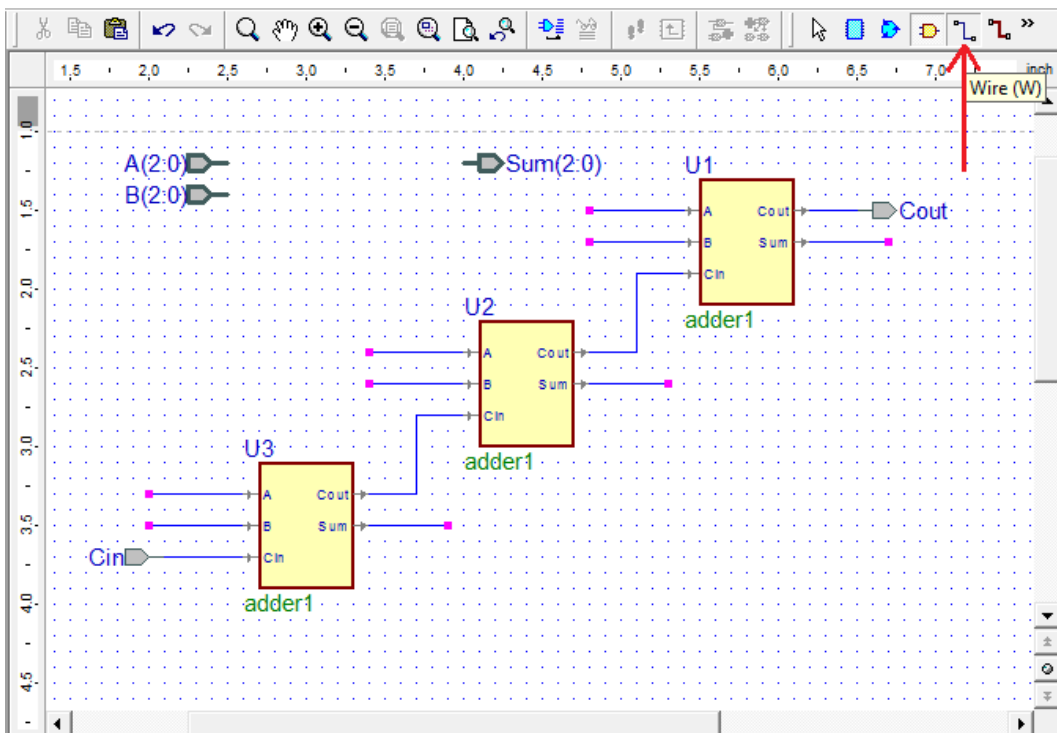 1,5 2,0 2,5 3,0 3,5 4,0 4,5 5,0 5,5 6,0 6,5 7,0 inch
Wire (W)
1,0
1,5
2,0
2,5
3,0
3,5
4,0
4,5
A(2:0)
B(2:0)
Sum(2:0)
U1
A Cout
B Sum
Cin
adder1
Cout
U2
A Cout
B Sum
Cin
adder1
U3
A Cout
B Sum
Cin
adder1
Cin